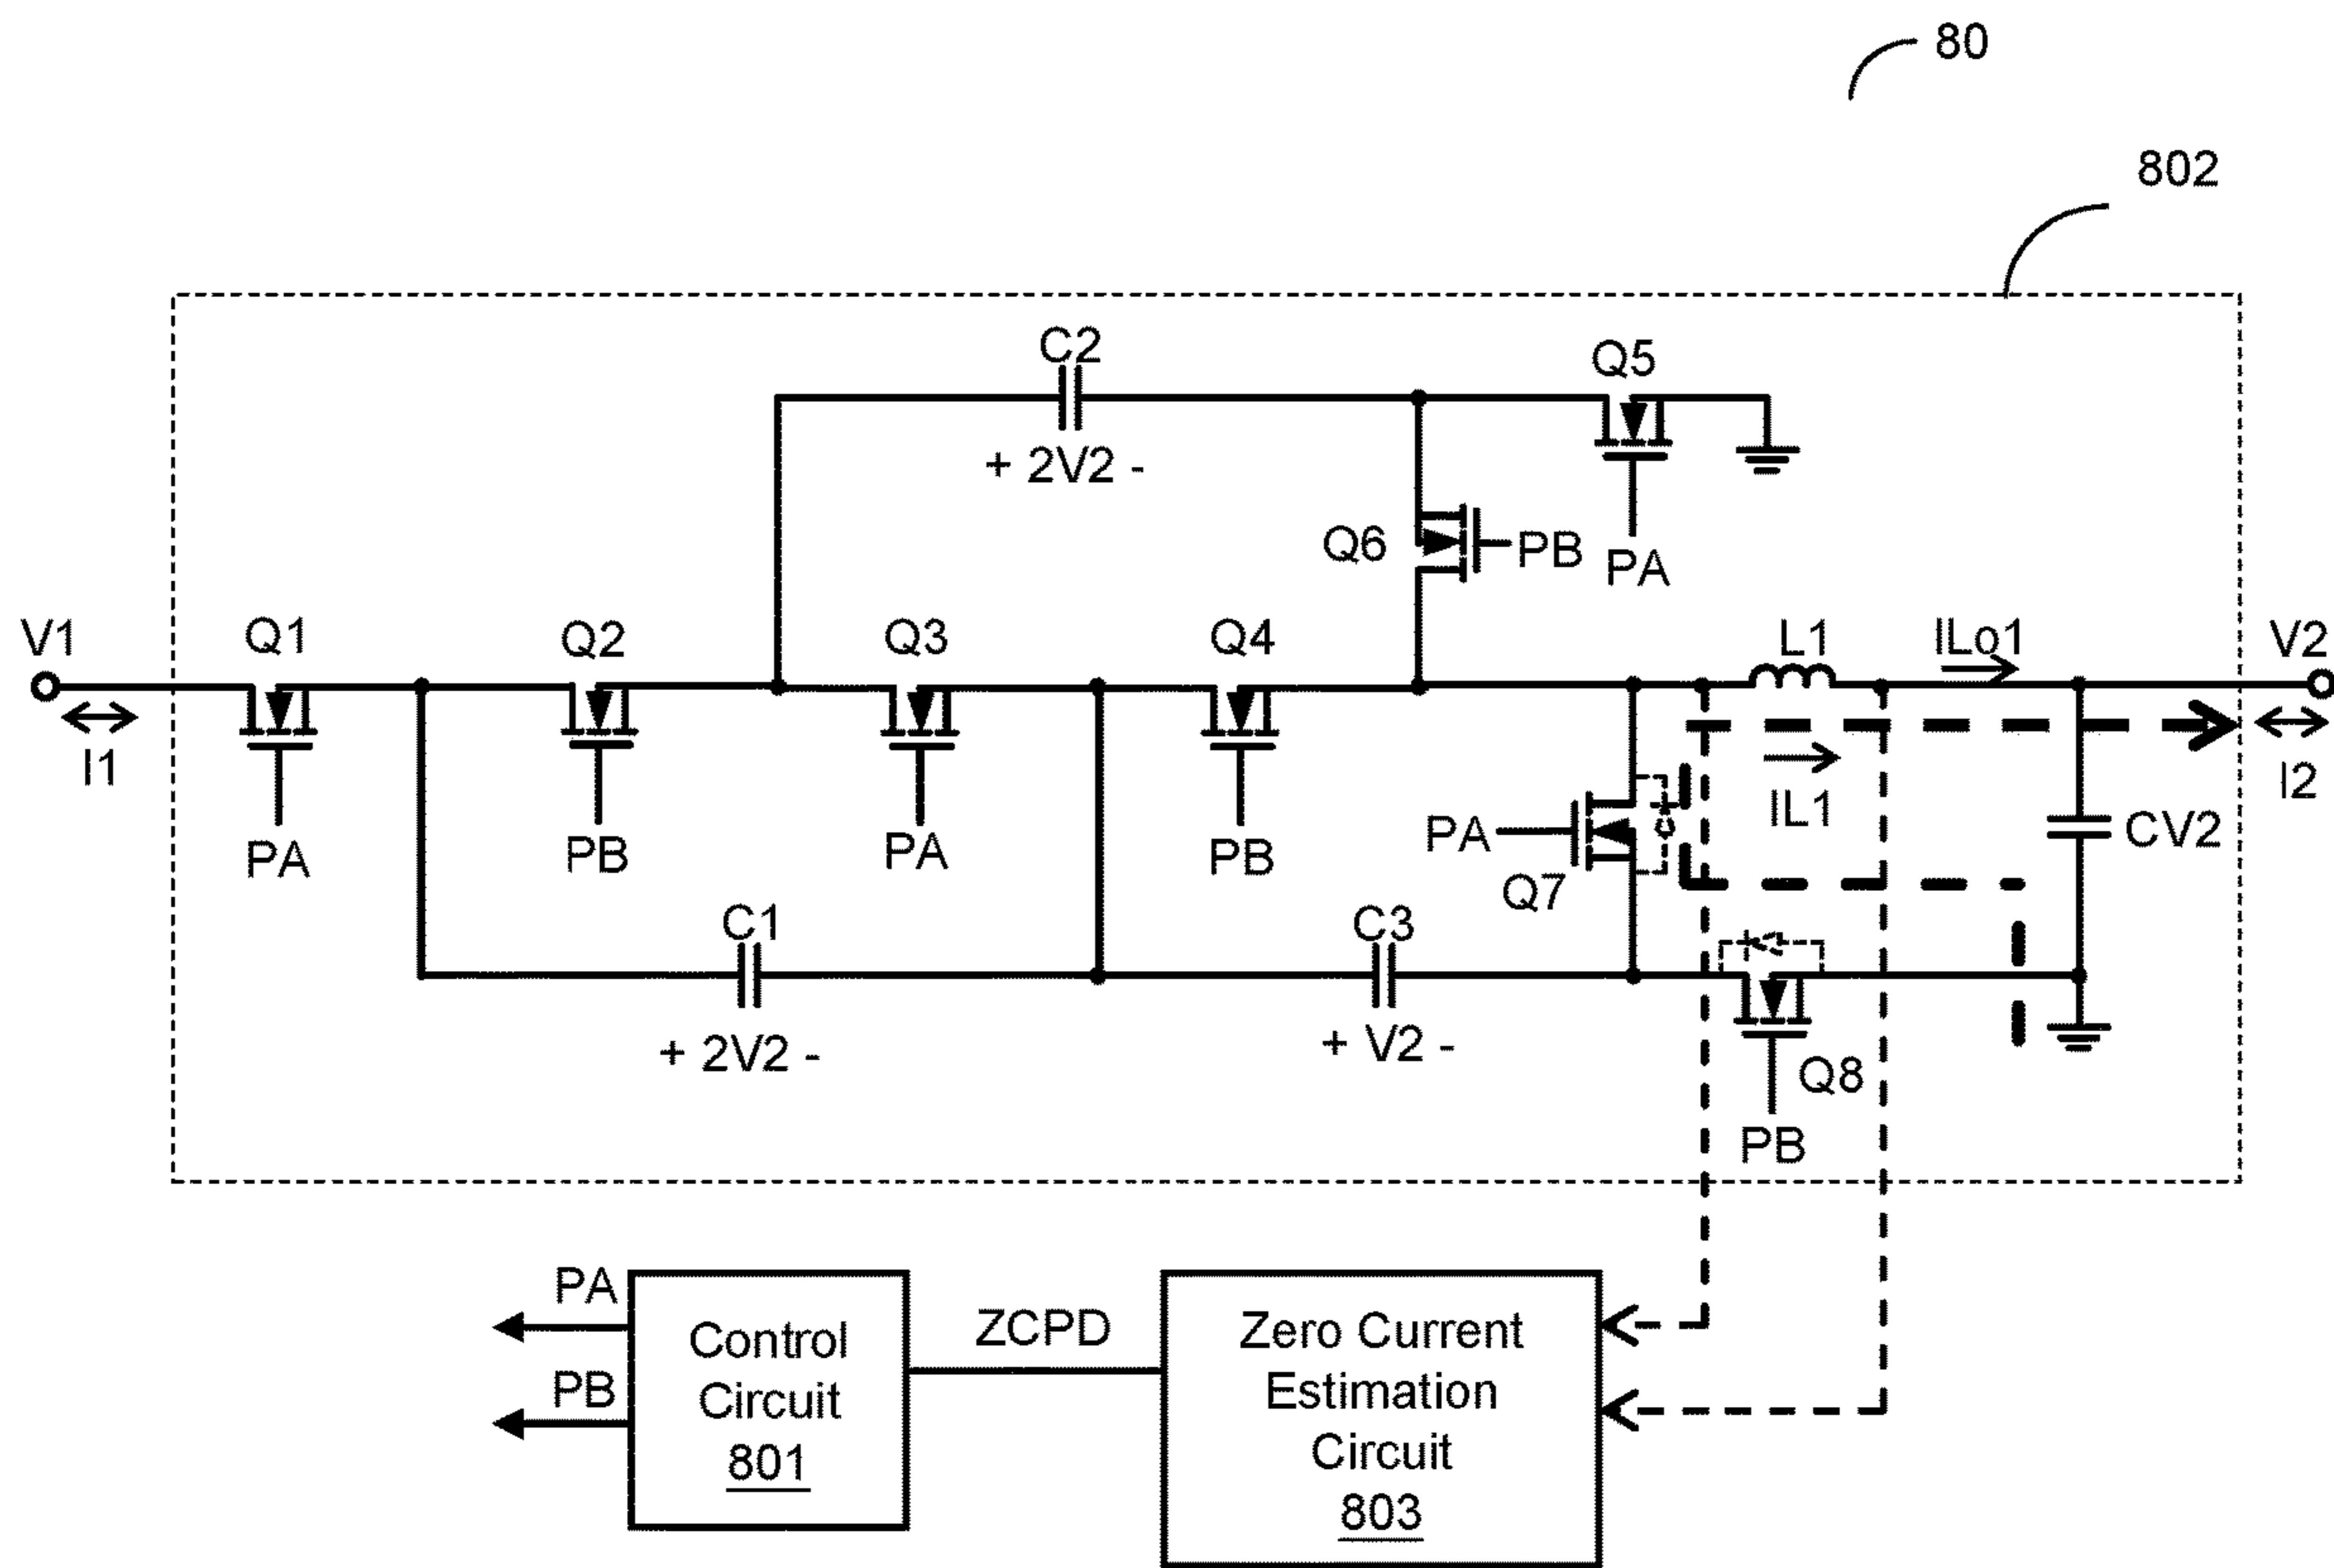 80
802
C2
+ 2V2 -
Q5
PA
Q6
PB
V1
I1
Q1
PA
Q2
PB
Q3
PA
Q4
PB
L1
ILo1
V2
I2
IL1
PA
Q7
CV2
C1
+ 2V2 -
C3
+ V2 -
Q8
PB
PA
PB
Control
Circuit
801
ZCPD
Zero Current
Estimation
Circuit
803